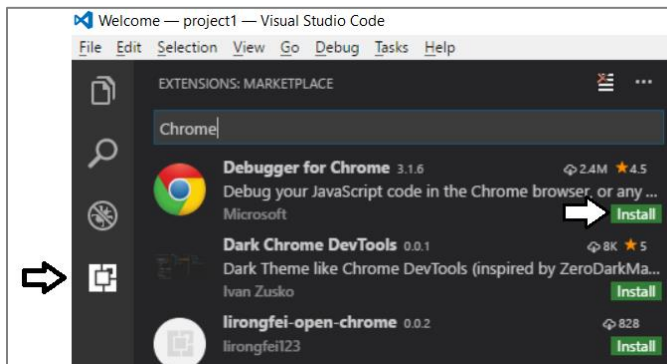 Welcome — project1 — Visual Studio Code
File Edit Selection View Go Debug Tasks Help
EXTENSIONS: MARKETPLACE
Chrome
Debugger for Chrome 3.1.6 2.4M ★4.5
Debug your JavaScript code in the Chrome browser, or any ...
Microsoft Install
Dark Chrome DevTools 0.0.1 8K ★5
Dark Theme like Chrome DevTools (inspired by ZeroDarkMa...
Ivan Zusko Install
lirongfei-open-chrome 0.0.2 828
lirongfei123 Install